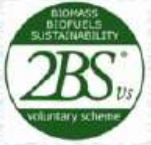 BIOMASS
BIOFUELS
SUSTAINABILITY
2BS®
Vs
voluntary scheme